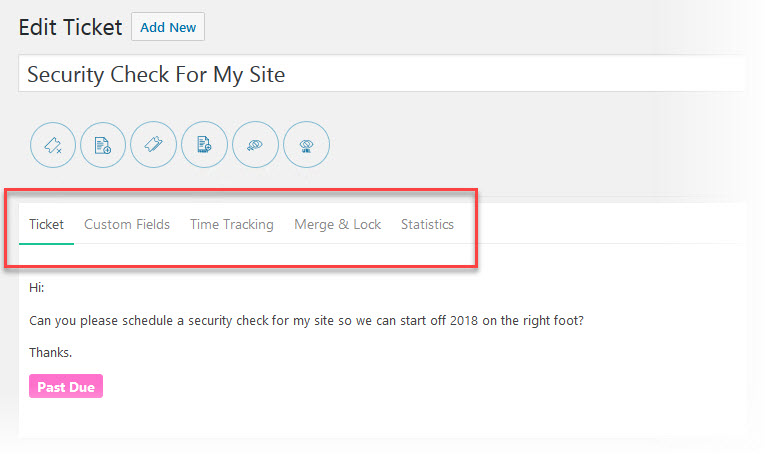 Edit Ticket Add New
Security Check For My Site
Ticket Custom Fields Time Tracking Merge & Lock Statistics
Hi:
Can you please schedule a security check for my site so we can start off 2018 on the right foot?
Thanks.
Past Due